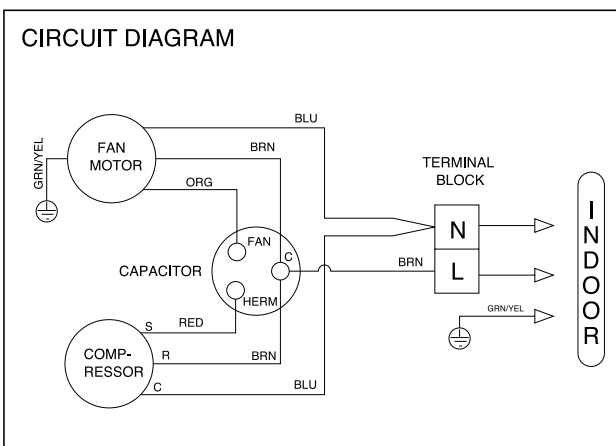 CIRCUIT DIAGRAM
BLU
FAN
MOTOR
BRN
GRN/YEL
ORG
TERMINAL
BLOCK
FAN
N
C
CAPACITOR
BRN
L
HERM
INDOOR
GRN/YEL
S
RED
COMP-
RESSOR
R
BRN
C
BLU